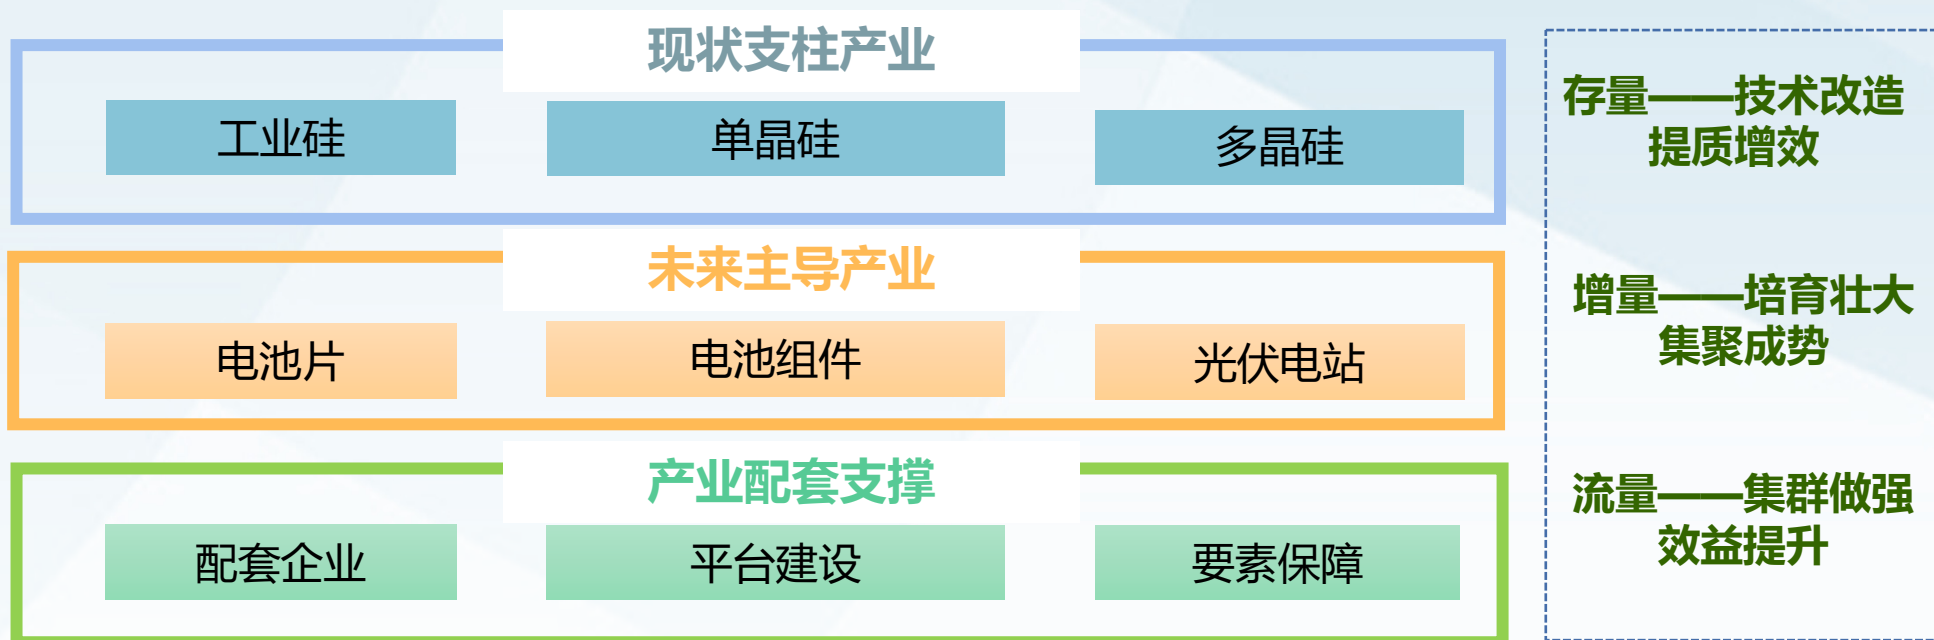 现状支柱产业
工业硅
单晶硅
多晶硅
未来主导产业
电池片
电池组件
光伏电站
产业配套支撑
配套企业
平台建设
要素保障
存量——技术改造
提质增效
增量——培育壮大
集聚成势
流量——集群做强
效益提升